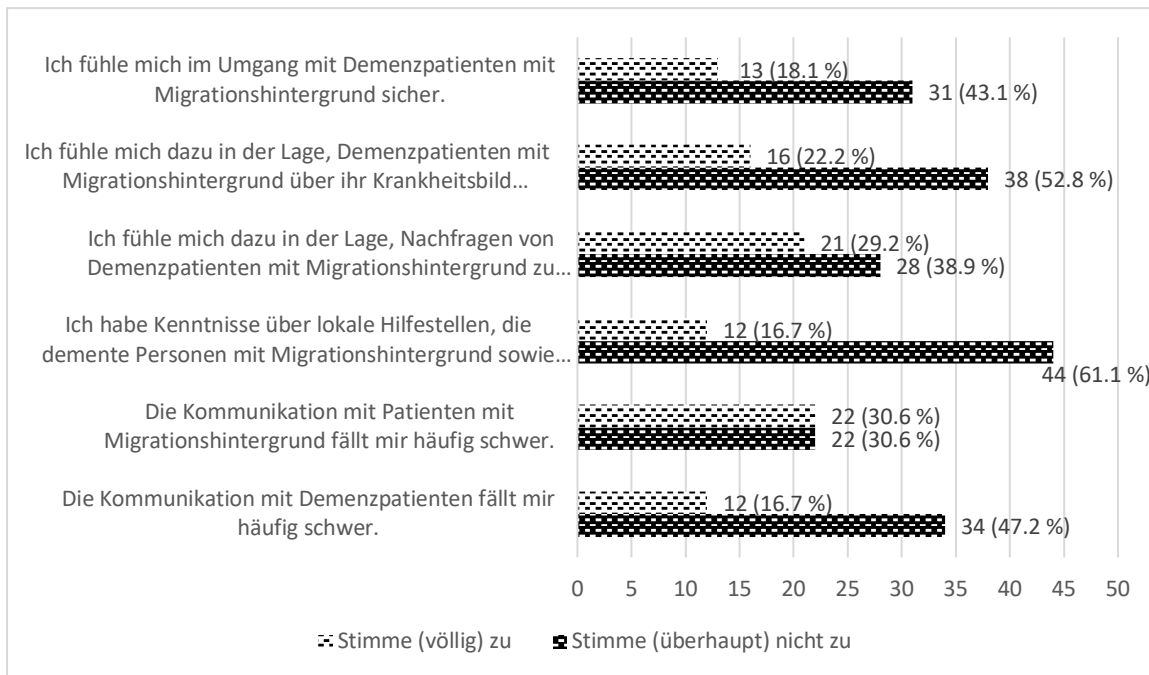 Ich fühle mich im Umgang mit Demenzpatienten mit
Migrationshintergrund sicher.
13 (18.1 %)
31 (43.1 %)
Ich fühle mich dazu in der Lage, Demenzpatienten mit
Migrationshintergrund über ihr Krankheitsbild...
16 (22.2 %)
38 (52.8 %)
Ich fühle mich dazu in der Lage, Nachfragen von
Demenzpatienten mit Migrationshintergrund zu...
21 (29.2 %)
28 (38.9 %)
Ich habe Kenntnisse über lokale Hilfestellen, die
demente Personen mit Migrationshintergrund sowie...
12 (16.7 %)
44 (61.1 %)
Die Kommunikation mit Patienten mit
Migrationshintergrund fällt mir häufig schwer.
22 (30.6 %)
22 (30.6 %)
Die Kommunikation mit Demenzpatienten fällt mir
häufig schwer.
12 (16.7 %)
34 (47.2 %)
0 5 10 15 20 25 30 35 40 45 50
Stimme (völlig) zu Stimme (überhaupt) nicht zu